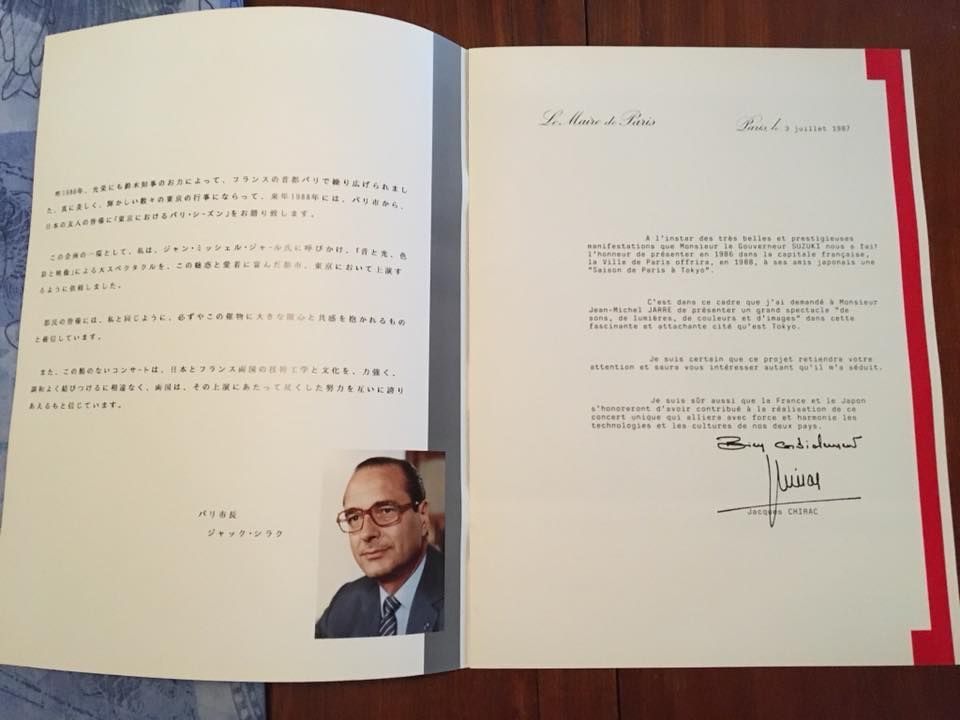 昨1986年、光栄にも鈴木知事のお力によって、フランスの首都パリで繰り広げられまし
た、真に美しく、輝かしい数々の東京の行事にならって、来年1988年には、パリ市から、
日本の友人の皆様に「東京におけるパリ・シーズン」をお贈り致します。
この企画の一環として、私は、ジャン・ミッシェル・ジャール氏に呼びかけ、「音と光、色
彩と映像」による大スペクタクルを、この魅惑と愛着に富んだ都市、東京において上演す
るように依頼しました。
都民の皆様には、私と同じように、必ずやこの催物に大きな関心と共感を抱かれるもの
と確信しています。
また、この類のないコンサートは、日本とフランス両国の技術工学と文化を、力強く、
調和よく結びつけるに相違なく、両国は、その上演にあたって尽くした努力を互いに誇り
あえるもと信じています。
パリ市長
ジャック・シラク
Le Maire de Paris
Paris, le 3 juillet 1987
A l'instar des très belles et prestigieuses
manifestations que Monsieur le Gouverneur SUZUKI nous a fait
l'honneur de présenter en 1986 dans la capitale française,
la Ville de Paris offrira, en 1988, à ses amis japonais une
"Saison de Paris à Tokyo".
C'est dans ce cadre que j'ai demandé à Monsieur
Jean-Michel JARRE de présenter un grand spectacle "de
sons, de lumières, de couleurs et d'images" dans cette
fascinante et attachante cité qu'est Tokyo.
Je suis certain que ce projet retiendra votre
attention et saura vous intéresser autant qu'il m'a séduit.
Je suis sûr aussi que la France et le Japon
s'honoreront d'avoir contribué à la réalisation de ce
concert unique qui alliera avec force et harmonie les
technologies et les cultures de nos deux pays.
Bien cordialement
Jacques CHIRAC